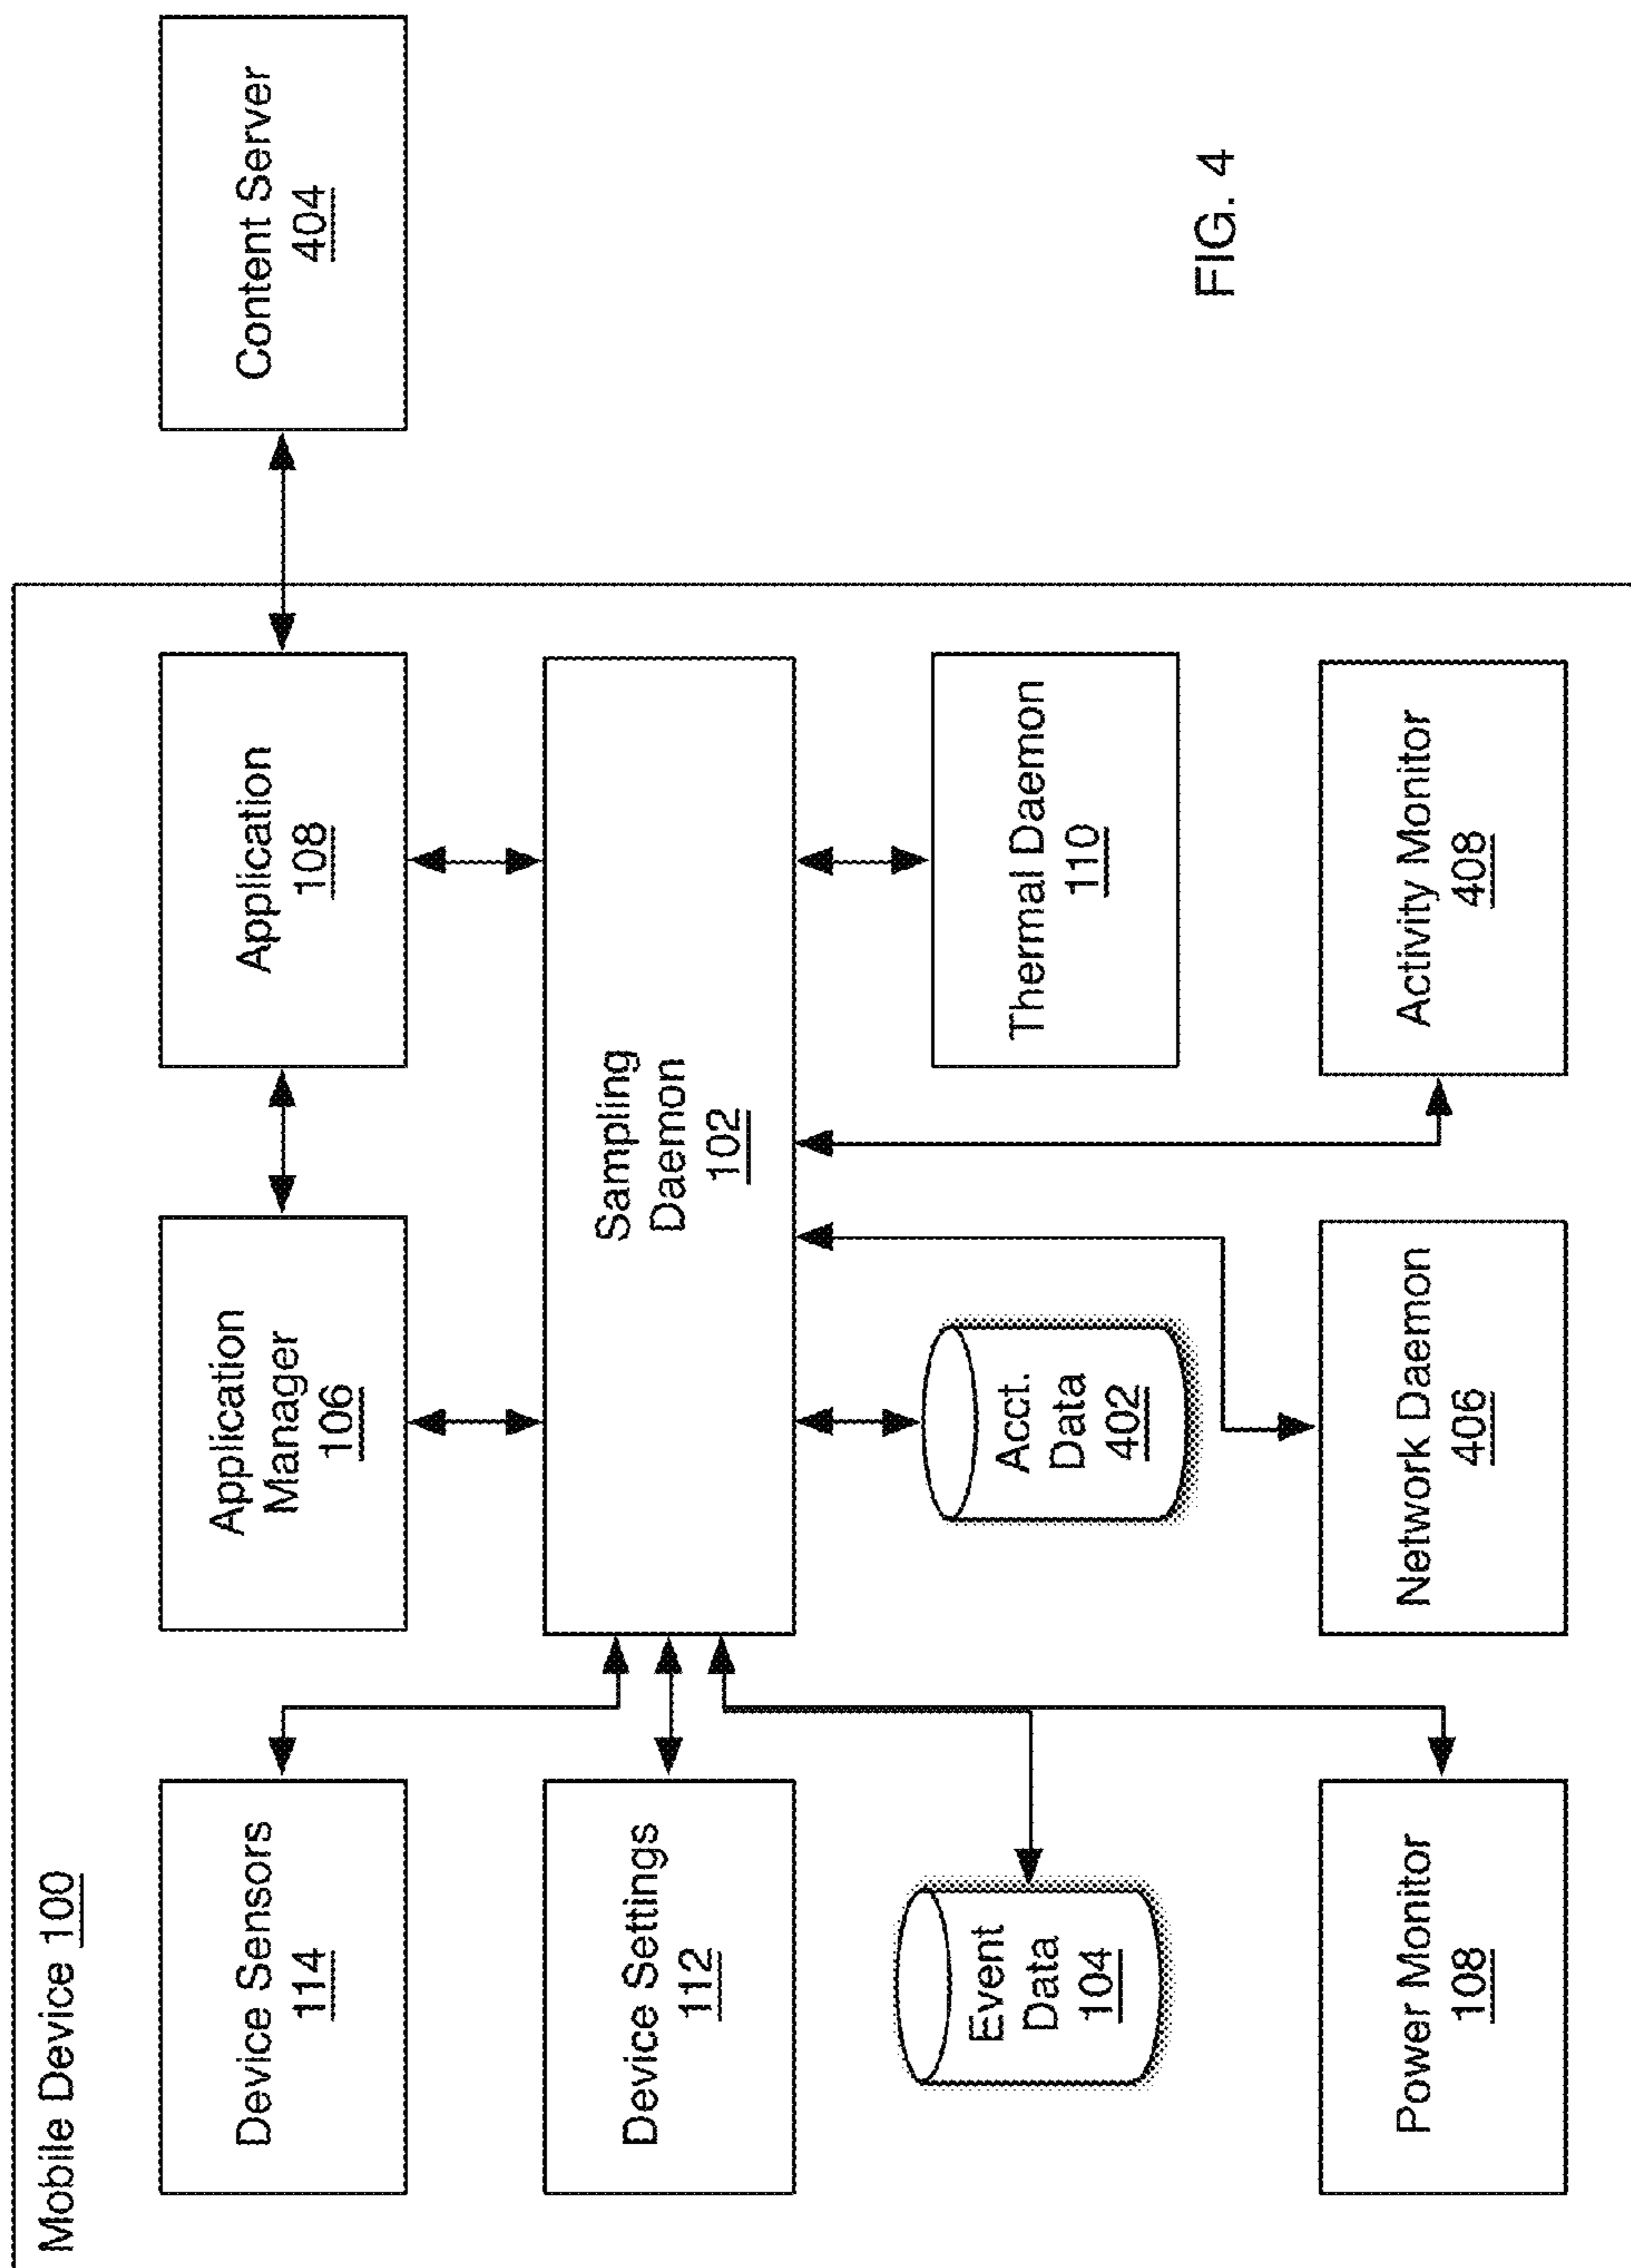 Mobile Device 100
Device Sensors
114
Application
Manager
106
Application
108
Content Server
404
Device Settings
112
Sampling
Daemon
102
Event
Data
104
Acct.
Data
402
Thermal Daemon
110
Power Monitor
108
Network Daemon
406
Activity Monitor
408
FIG. 4